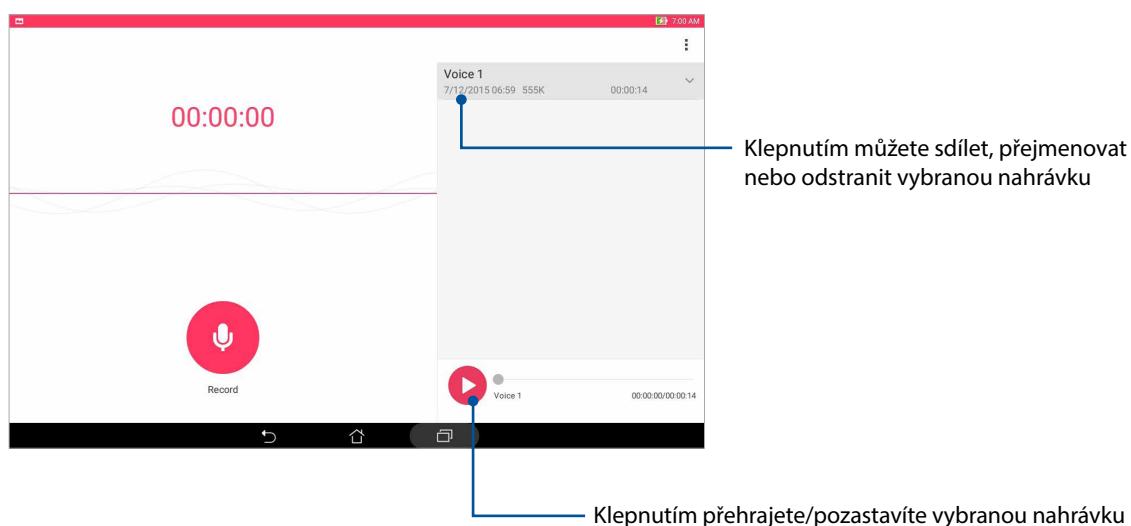 7:00 AM
Voice 1
7/12/2015 06:59 555K 00:00:14
00:00:00
Klepnutím můžete sdílet, přejmenovat
nebo odstranit vybranou nahrávku
Record
Voice 1 00:00:00/00:00:14
Klepnutím přehrajete/pozastavíte vybranou nahrávku